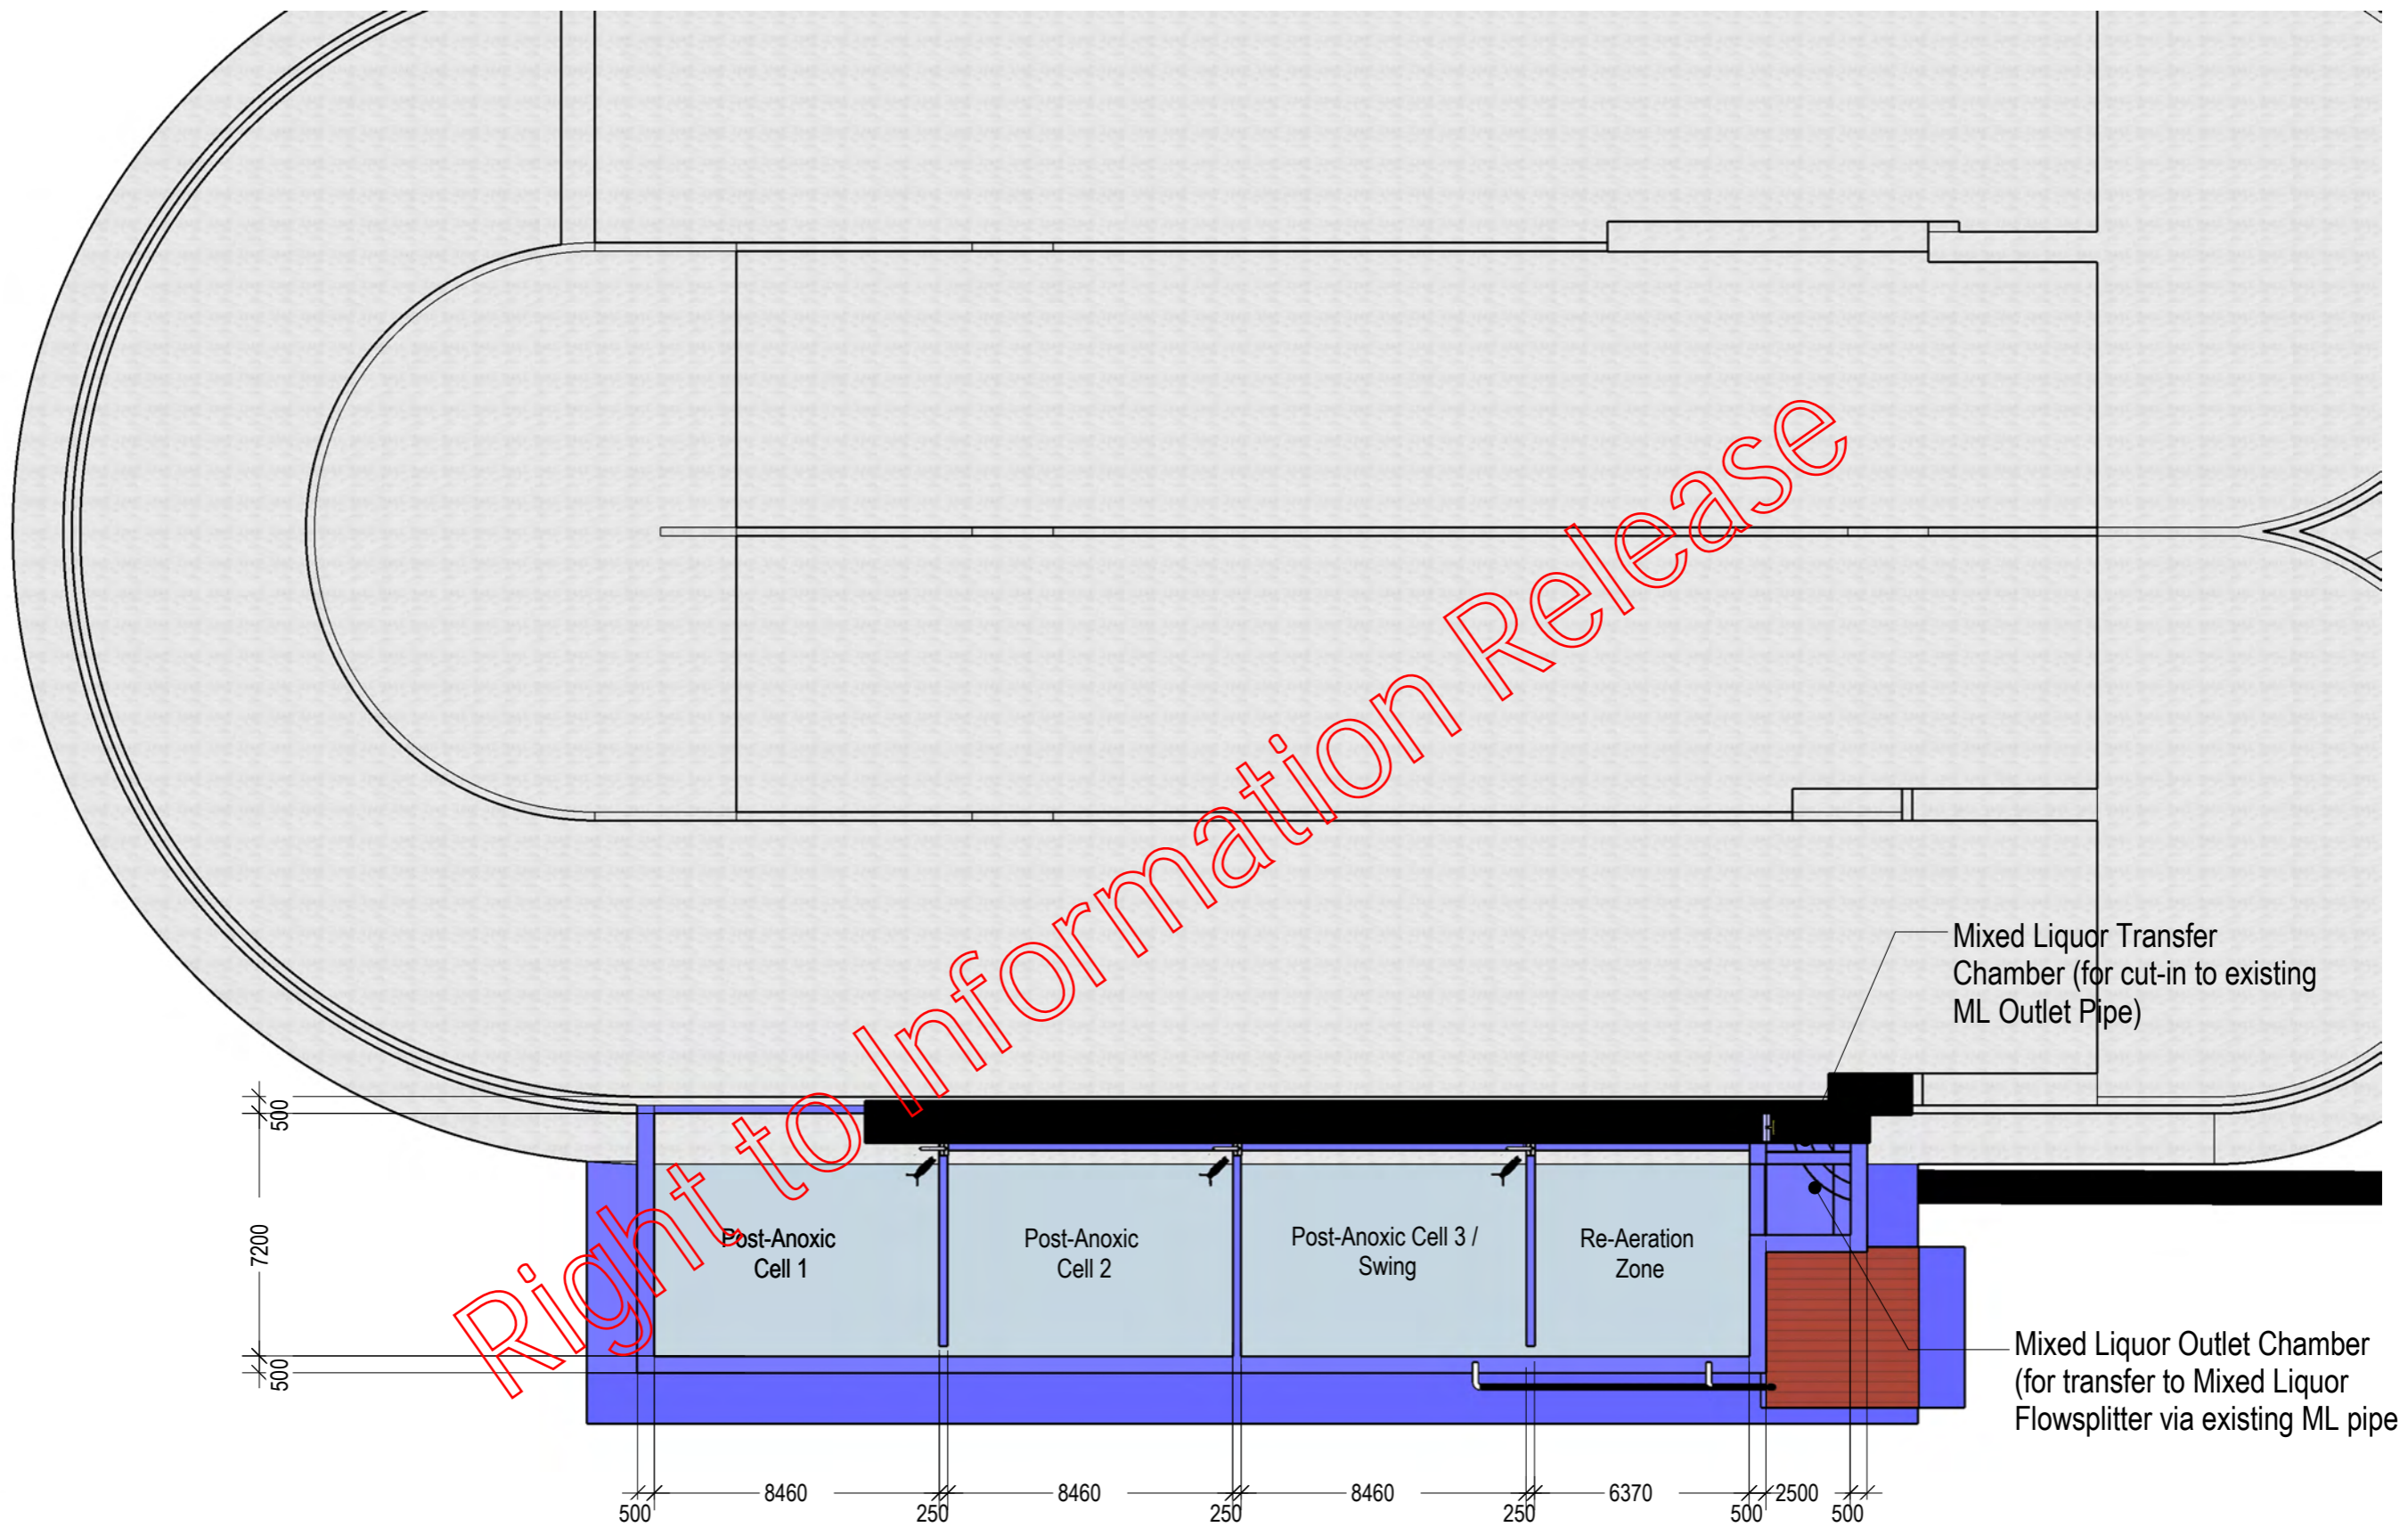 Right to Information Release
Mixed Liquor Transfer
Chamber (for cut-in to existing
ML Outlet Pipe)
500
7200
500
Post-Anoxic
Cell 1
Post-Anoxic
Cell 2
Post-Anoxic Cell 3 /
Swing
Re-Aeration
Zone
Mixed Liquor Outlet Chamber
(for transfer to Mixed Liquor
Flowsplitter via existing ML pipe
8460 8460 8460 6370 2500
500 250 250 250 500 500